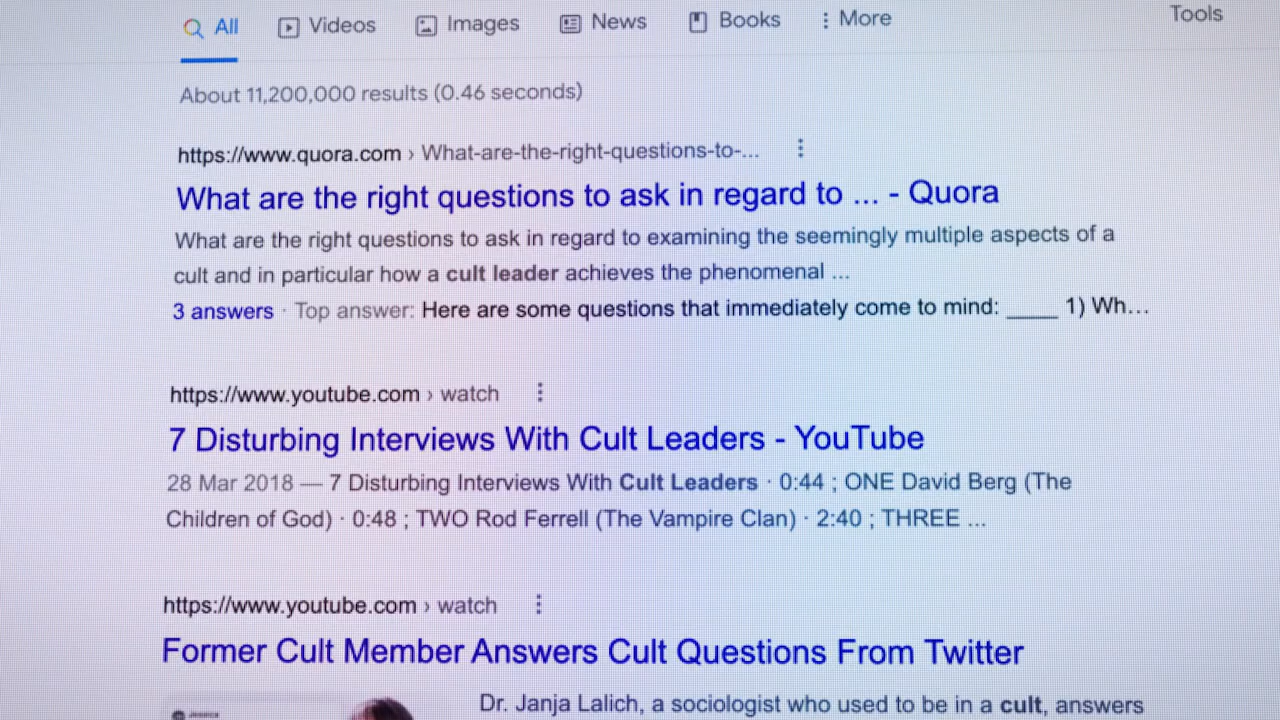 All Videos Images News Books More Tools
About 11,200,000 results (0.46 seconds)
https://www.quora.com › What-are-the-right-questions-to-...
What are the right questions to ask in regard to ... - Quora
What are the right questions to ask in regard to examining the seemingly multiple aspects of a
cult and in particular how a cult leader achieves the phenomenal ...
3 answers · Top answer: Here are some questions that immediately come to mind: ____ 1) Wh...
https://www.youtube.com › watch
7 Disturbing Interviews With Cult Leaders - YouTube
28 Mar 2018 — 7 Disturbing Interviews With Cult Leaders · 0:44 ; ONE David Berg (The
Children of God) · 0:48 ; TWO Rod Ferrell (The Vampire Clan) · 2:40 ; THREE ...
https://www.youtube.com › watch
Former Cult Member Answers Cult Questions From Twitter
Dr. Janja Lalich, a sociologist who used to be in a cult, answers